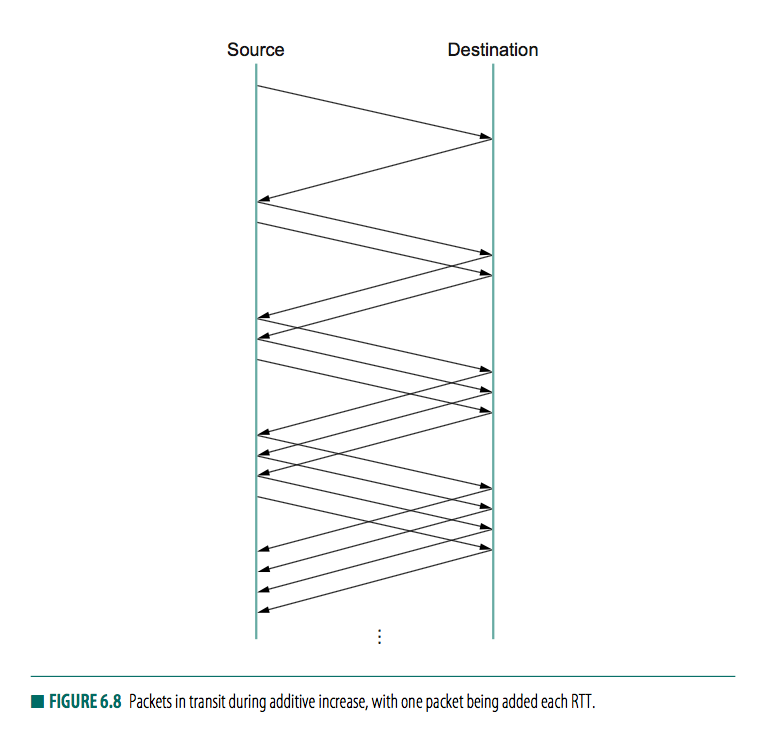 Source Destination
⋮
■ FIGURE 6.8 Packets in transit during additive increase, with one packet being added each RTT.